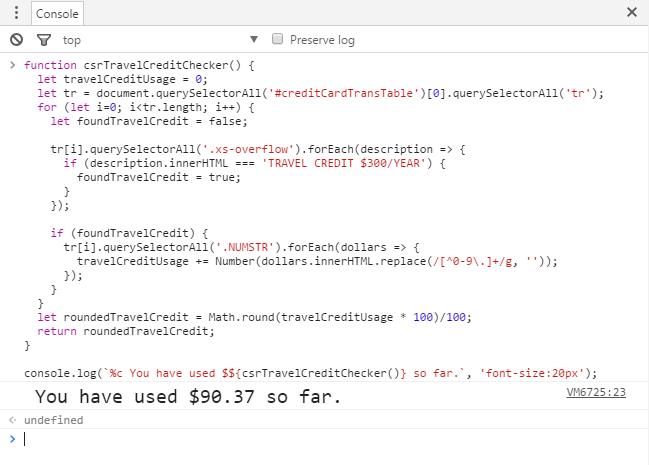 Console
top
Preserve log
function csrTravelCreditChecker() {
  let travelCreditUsage = 0;
  let tr = document.querySelectorAll('#creditCardTransTable')[0].querySelectorAll('tr');
  for (let i=0; i<tr.length; i++) {
    let foundTravelCredit = false;

    tr[i].querySelectorAll('.xs-overflow').forEach(description => {
      if (description.innerHTML === 'TRAVEL CREDIT $300/YEAR') {
        foundTravelCredit = true;
      }
    });

    if (foundTravelCredit) {
      tr[i].querySelectorAll('.NUMSTR').forEach(dollars => {
        travelCreditUsage += Number(dollars.innerHTML.replace(/[^0-9\.]+/g, ''));
      });
    }
  }
  let roundedTravelCredit = Math.round(travelCreditUsage * 100)/100;
  return roundedTravelCredit;
}

console.log(`%c You have used $${csrTravelCreditChecker()} so far.`, 'font-size:20px');
You have used $90.37 so far.
VM6725:23
undefined